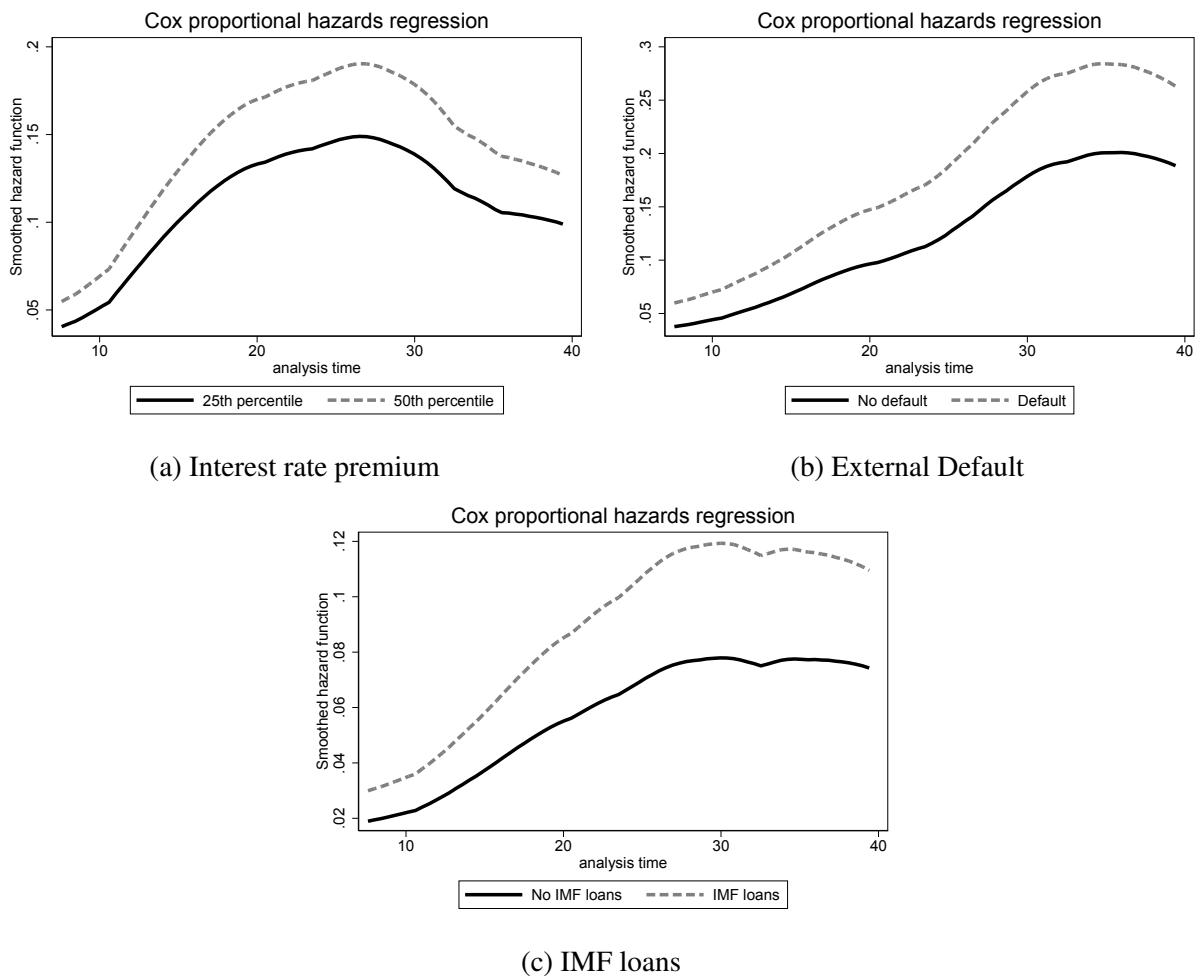 Cox proportional hazards regression
Smoothed hazard function
.2
.15
.1
.05
10 20 30 40
analysis time
25th percentile 50th percentile
(a) Interest rate premium
Cox proportional hazards regression
Smoothed hazard function
.3
.25
.2
.15
.1
.05
10 20 30 40
analysis time
No default Default
(b) External Default
Cox proportional hazards regression
Smoothed hazard function
.12
.1
.08
.06
.04
.02
10 20 30 40
analysis time
No IMF loans IMF loans
(c) IMF loans